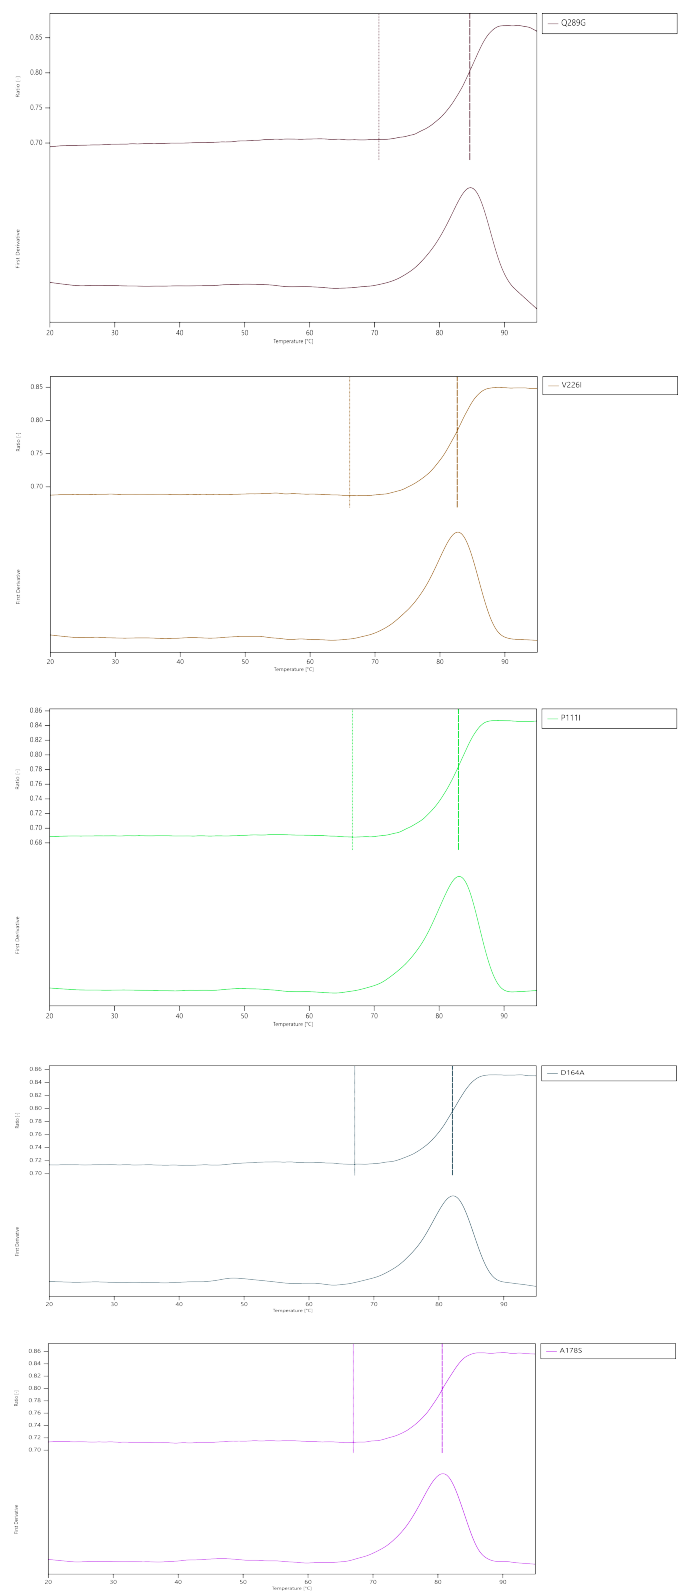 Q289G
0.85
0.80
0.75
0.70
Ratio [-]
First Derivative
20 30 40 50 60 70 80 90
Temperature [°C]
V226I
0.85
0.80
0.75
0.70
Ratio [-]
First Derivative
20 30 40 50 60 70 80 90
Temperature [°C]
P111I
0.86
0.84
0.82
0.80
0.78
0.76
0.74
0.72
0.70
0.68
Ratio [-]
First Derivative
20 30 40 50 60 70 80 90
Temperature [°C]
D164A
0.86
0.84
0.82
0.80
0.78
0.76
0.74
0.72
0.70
Ratio [-]
First Derivative
20 30 40 50 60 70 80 90
Temperature [°C]
A178S
0.86
0.84
0.82
0.80
0.78
0.76
0.74
0.72
0.70
Ratio [-]
First Derivative
20 30 40 50 60 70 80 90
Temperature [°C]